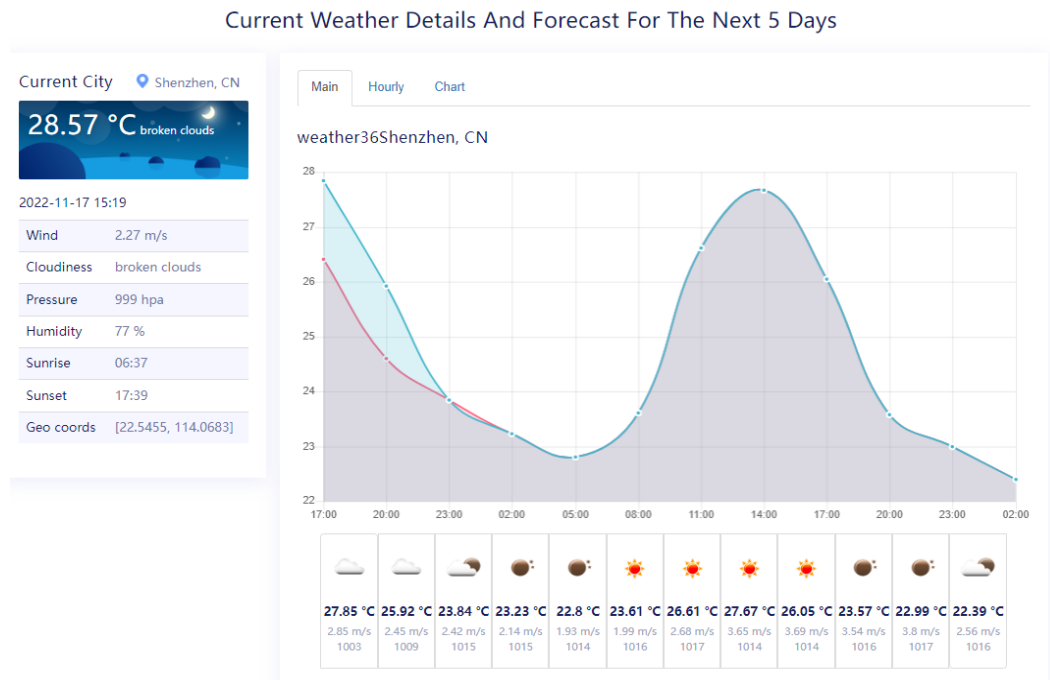 Current Weather Details And Forecast For The Next 5 Days
Current City Shenzhen, CN
28.57 °C broken clouds
2022-11-17 15:19
Wind 2.27 m/s
Cloudiness broken clouds
Pressure 999 hpa
Humidity 77 %
Sunrise 06:37
Sunset 17:39
Geo coords [22.5455, 114.0683]
Main Hourly Chart
weather36Shenzhen, CN
28
27
26
25
24
23
22
17:00 20:00 23:00 02:00 05:00 08:00 11:00 14:00 17:00 20:00 23:00 02:00
27.85 °C 25.92 °C 23.84 °C 23.23 °C 22.8 °C 23.61 °C 26.61 °C 27.67 °C 26.05 °C 23.57 °C 22.99 °C 22.39 °C
2.85 m/s 2.45 m/s 2.42 m/s 2.14 m/s 1.93 m/s 1.99 m/s 2.68 m/s 3.65 m/s 3.69 m/s 3.54 m/s 3.8 m/s 2.56 m/s
1003 1009 1015 1015 1014 1016 1017 1014 1014 1016 1017 1016